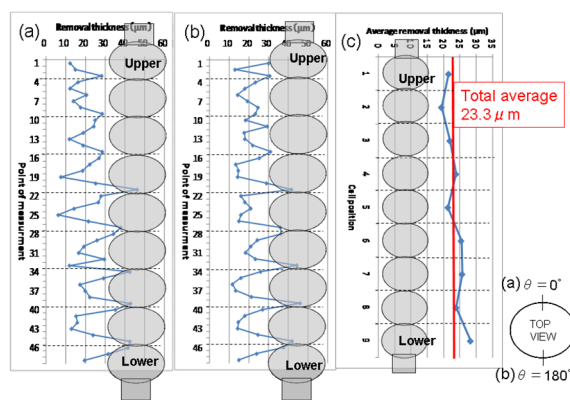 (a)
Removal thickness (μm)
0 10 20 30 40 50 60
Upper
Lower
Point of measurment
1
4
7
10
13
16
19
22
25
28
31
34
37
40
43
46
(b)
Removal thickness (μm)
0 10 20 30 40 50 60
Upper
Lower
Point of measurment
1
4
7
10
13
16
19
22
25
28
31
34
37
40
43
46
(c)
Average removal thickness (μm)
0 5 10 15 20 25 30 35
Upper
Lower
Cell position
1
2
3
4
5
6
7
8
9
Total average
23.3 μm
(a) θ = 0°
TOP
VIEW
(b) θ = 180°